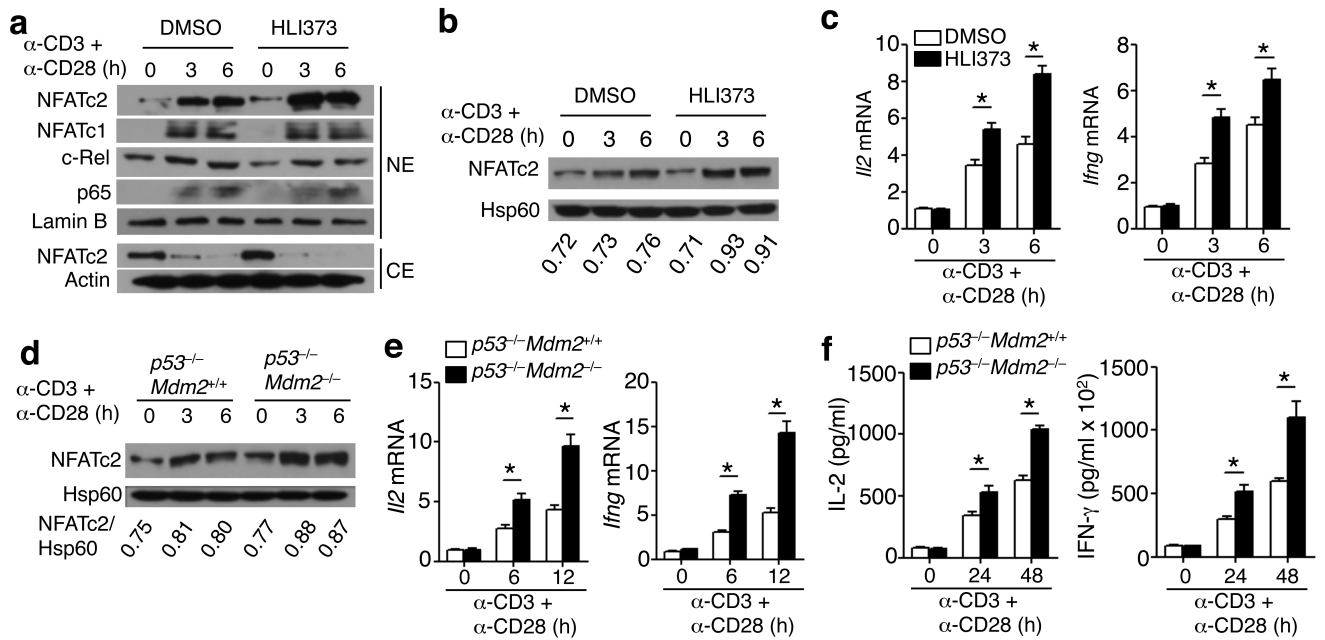 a
DMSO HLI373
α-CD3 +
α-CD28 (h) 0 3 6 0 3 6
NFATc2
NFATc1
c-Rel
p65
Lamin B
NE
NFATc2
Actin
CE
b
DMSO HLI373
α-CD3 +
α-CD28 (h) 0 3 6 0 3 6
NFATc2
Hsp60
0.72 0.73 0.76 0.71 0.93 0.91
c
DMSO
HLI373
Il2 mRNA
10
8
6
4
2
0
* *
0 3 6
α-CD3 +
α-CD28 (h)
Ifng mRNA
8
6
4
2
0
* *
0 3 6
α-CD3 +
α-CD28 (h)
d
p53–/– p53–/–
Mdm2+/+ Mdm2–/–
α-CD3 +
α-CD28 (h) 0 3 6 0 3 6
NFATc2
Hsp60
NFATc2/
Hsp60
0.75 0.81 0.80 0.77 0.88 0.87
e
p53–/–Mdm2+/+
p53–/–Mdm2–/–
Il2 mRNA
15
10
5
0
* *
0 6 12
α-CD3 +
α-CD28 (h)
Ifng mRNA
20
15
10
5
0
* *
0 6 12
α-CD3 +
α-CD28 (h)
f
p53–/–Mdm2+/+
p53–/–Mdm2–/–
IL-2 (pg/ml)
1500
1000
500
0
* *
0 24 48
α-CD3 +
α-CD28 (h)
IFN-γ (pg/ml x 10²)
1500
1000
500
0
* *
0 24 48
α-CD3 +
α-CD28 (h)